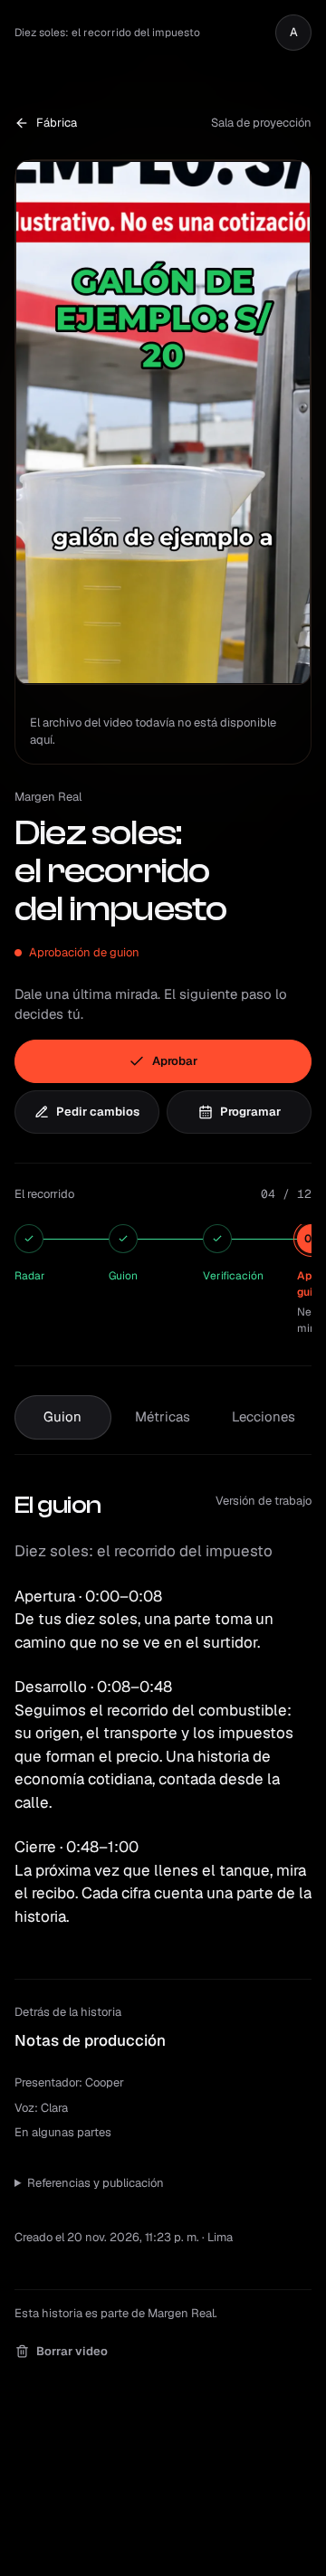 Diez soles: el recorrido del impuesto
A
Fábrica
Sala de proyección
EMPLO: S/
lustrativo. No es una cotización
GALÓN DE
EJEMPLO: S/
20
galón de ejemplo a
El archivo del video todavía no está disponible
aquí.
Margen Real
Diez soles:
el recorrido
del impuesto
Aprobación de guion
Dale una última mirada. El siguiente paso lo
decides tú.
Aprobar
Pedir cambios
Programar
El recorrido
04 / 12
Radar
Guion
Verificación
El guion
Guion
Métricas
Lecciones
Versión de trabajo
Diez soles: el recorrido del impuesto
Apertura · 0:00–0:08
De tus diez soles, una parte toma un
camino que no se ve en el surtidor.
Desarrollo · 0:08–0:48
Seguimos el recorrido del combustible:
su origen, el transporte y los impuestos
que forman el precio. Una historia de
economía cotidiana, contada desde la
calle.
Cierre · 0:48–1:00
La próxima vez que llenes el tanque, mira
el recibo. Cada cifra cuenta una parte de la
historia.
Detrás de la historia
Notas de producción
Presentador: Cooper
Voz: Clara
En algunas partes
Referencias y publicación
Creado el 20 nov. 2026, 11:23 p. m. · Lima
Esta historia es parte de Margen Real.
Borrar video